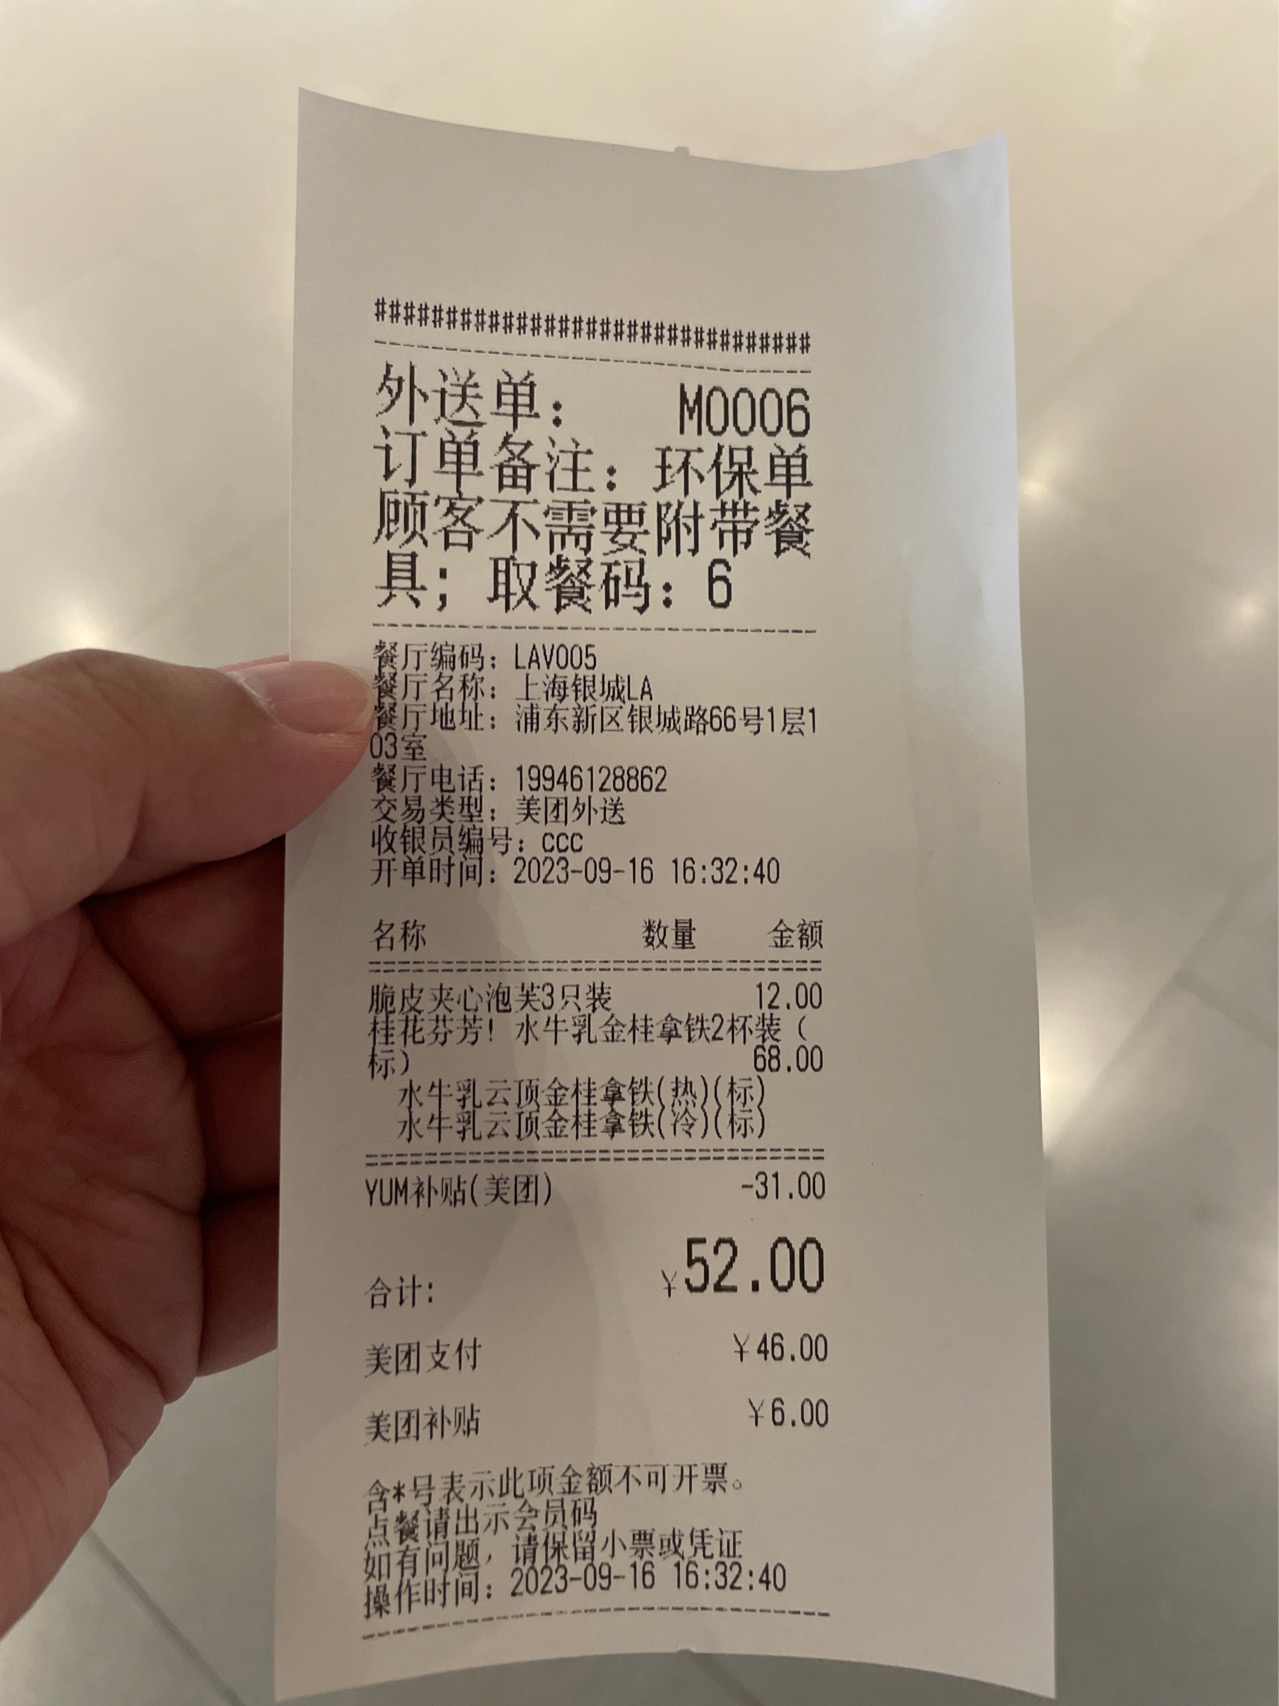 ###############################
外送单： M0006
订单备注：环保单
顾客不需要附带餐
具；取餐码：6
餐厅编码：LAV005
餐厅名称：上海银城LA
餐厅地址：浦东新区银城路66号1层1
03室
餐厅电话：19946128862
交易类型：美团外送
收银员编号：ccc
开单时间：2023-09-16 16:32:40
名称 数量 金额
脆皮夹心泡芙3只装 12.00
桂花芬芳！水牛乳金桂拿铁2杯装（
标） 68.00
水牛乳云顶金桂拿铁(热)(标)
水牛乳云顶金桂拿铁(冷)(标)
YUM补贴(美团) -31.00
合计: ¥52.00
美团支付 ¥46.00
美团补贴 ¥6.00
含*号表示此项金额不可开票。
点餐请出示会员码
如有问题，请保留小票或凭证
操作时间：2023-09-16 16:32:40